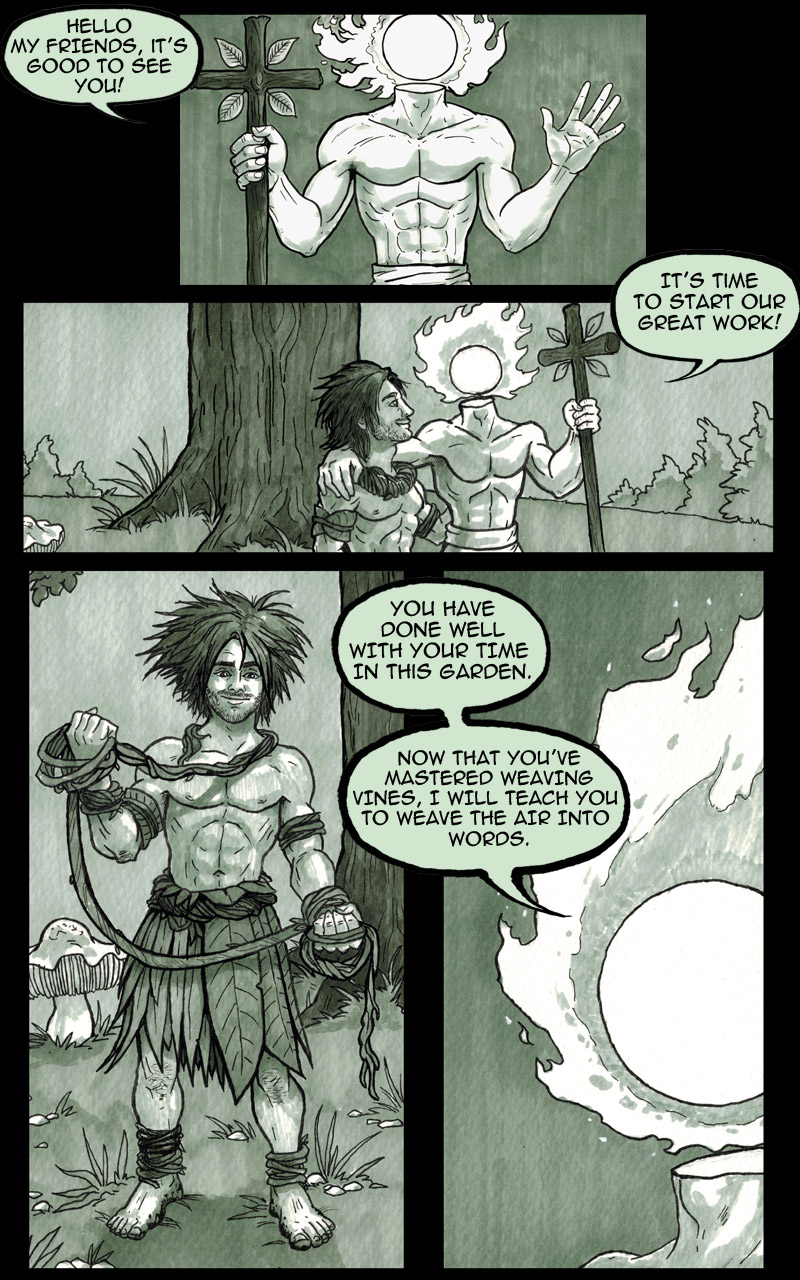 HELLO
MY FRIENDS, IT'S
GOOD TO SEE
YOU!
IT'S TIME
TO START OUR
GREAT WORK!
YOU HAVE
DONE WELL
WITH YOUR TIME
IN THIS GARDEN.
NOW THAT YOU'VE
MASTERED WEAVING
VINES, I WILL TEACH YOU
TO WEAVE THE AIR INTO
WORDS.